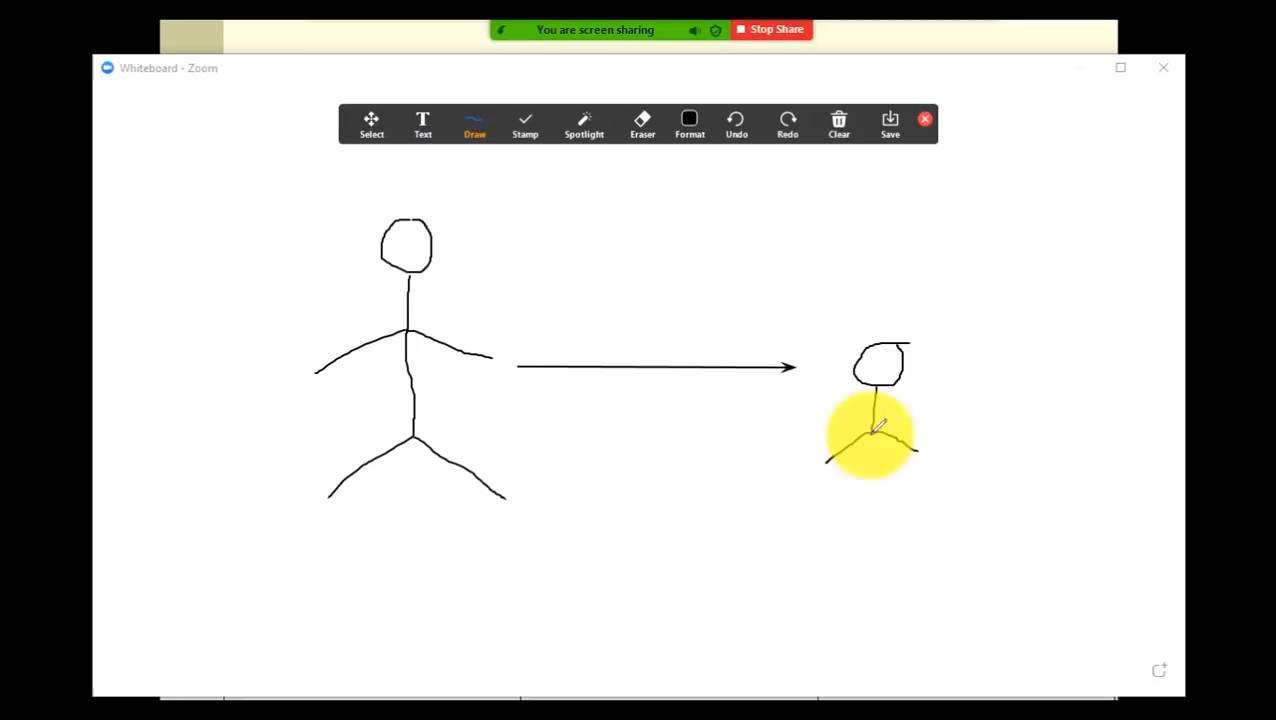 You are screen sharing Stop Share
Whiteboard - Zoom
Select Text Draw Stamp Spotlight Eraser Format Undo Redo Clear Save